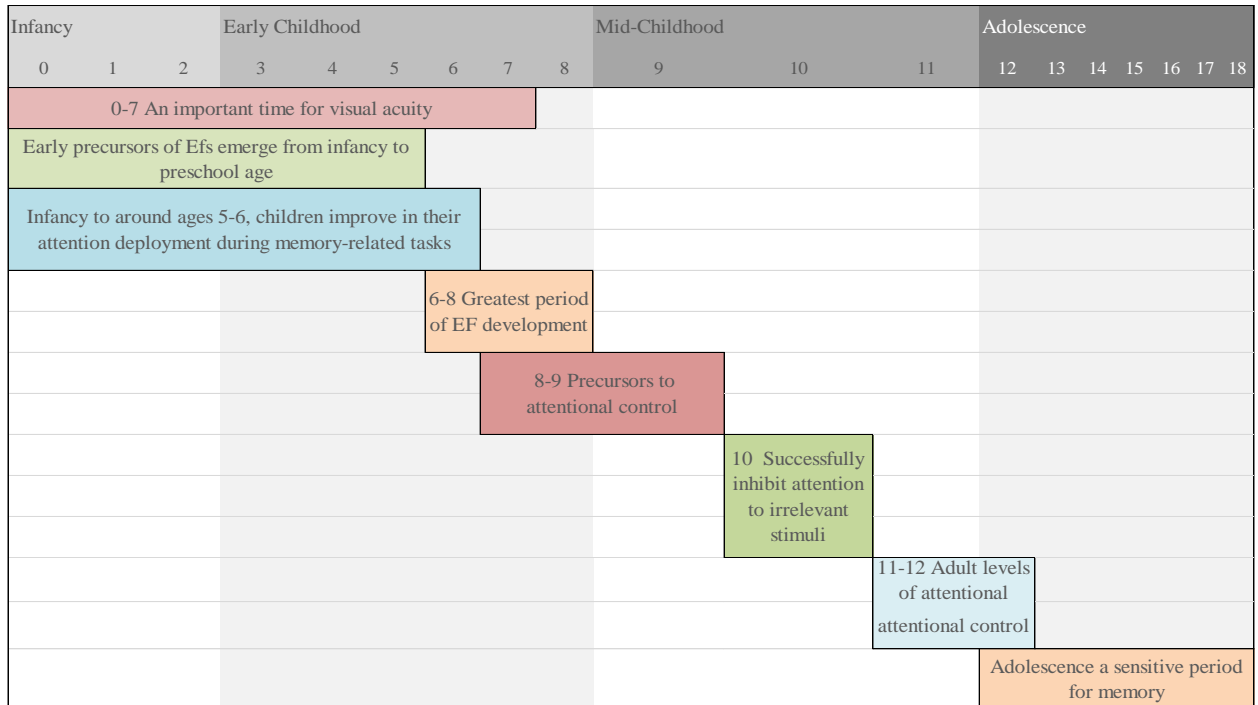 Infancy Early Childhood Mid-Childhood Adolescence
0 1 2 3 4 5 6 7 8 9 10 11 12 13 14 15 16 17 18
0-7 An important time for visual acuity
Early precursors of Efs emerge from infancy to
preschool age
Infancy to around ages 5-6, children improve in their
attention deployment during memory-related tasks
6-8 Greatest period
of EF development
8-9 Precursors to
attentional control
10 Successfully
inhibit attention
to irrelevant
stimuli
11-12 Adult levels
of attentional
attentional control
Adolescence a sensitive period
for memory